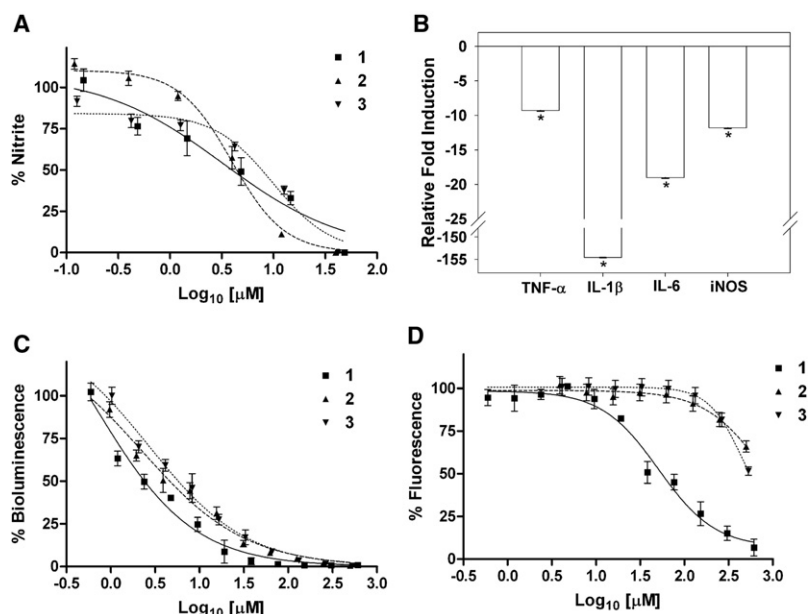 A
% Nitrite
100
75
50
25
0
-1.0 -0.5 0.0 0.5 1.0 1.5 2.0
Log10 [µM]
1
2
3
B
Relative Fold Induction
0
-5
-10
-15
-20
-25
-150
-155
*
*
*
*
TNF-α IL-1β IL-6 iNOS
C
% Bioluminescence
100
75
50
25
0
0.0 0.5 1.0 1.5 2.0 2.5 3.0
Log10 [µM]
1
2
3
D
% Fluorescence
100
75
50
25
0
-0.5 0.0 0.5 1.0 1.5 2.0 2.5 3.0
Log10 [µM]
1
2
3